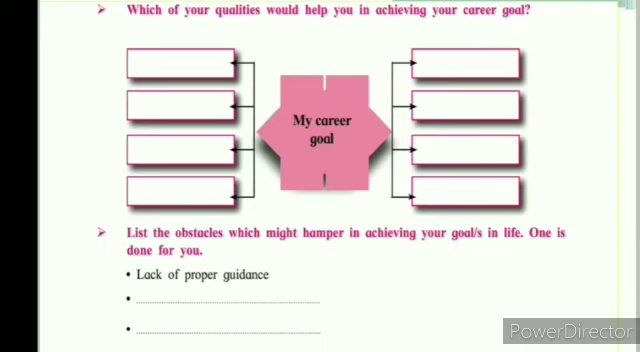 ➤ Which of your qualities would help you in achieving your career goal?
My career
goal
➤ List the obstacles which might hamper in achieving your goal/s in life. One is
done for you.
• Lack of proper guidance
• ........................................................
• ........................................................
PowerDirector